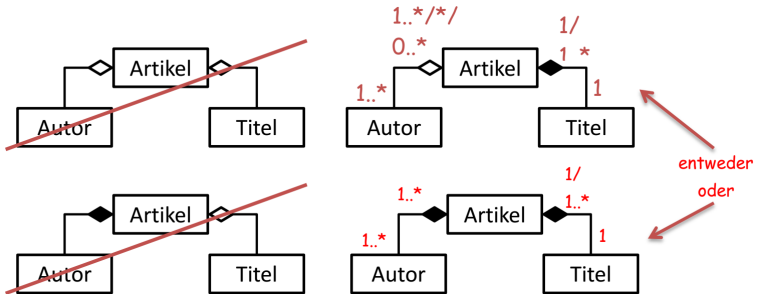 Artikel
Autor
Titel
1..*/*/
0..*
1/
1 *
Artikel
1..*
1
Autor
Titel
entweder
oder
Artikel
Autor
Titel
1..*
1/
1..*
Artikel
1..*
1
Autor
Titel